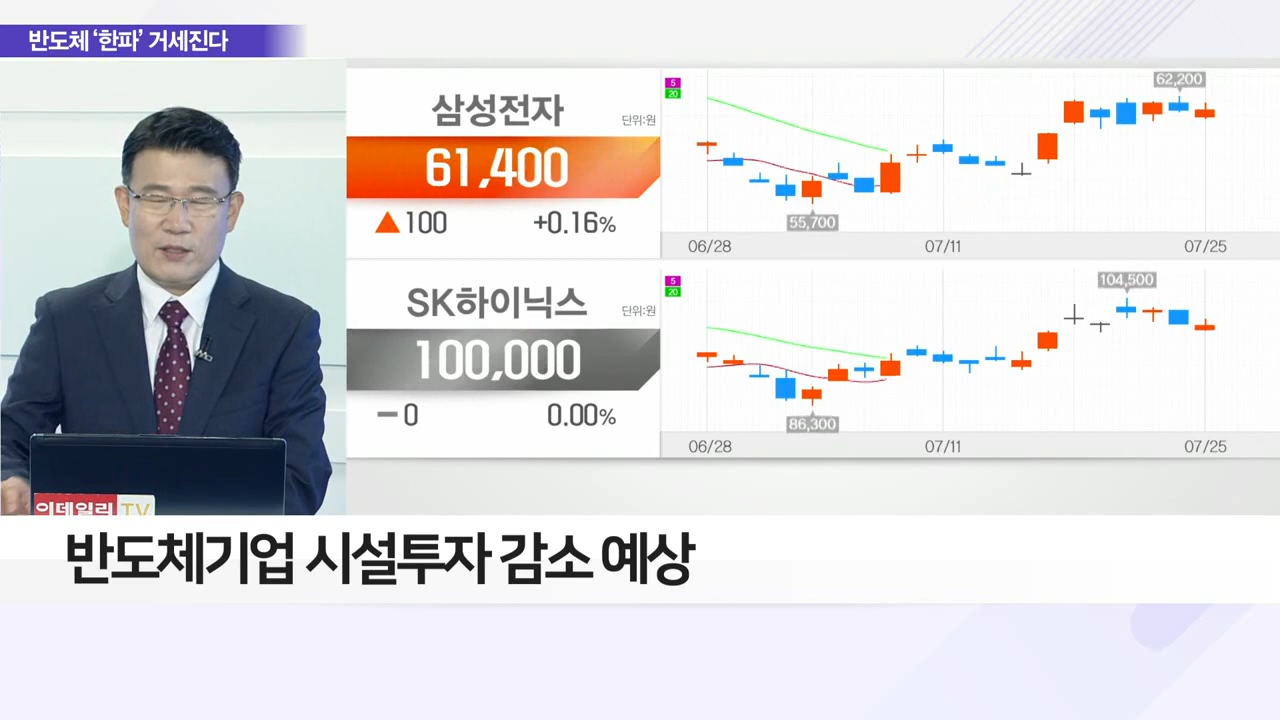 반도체 ‘한파’ 거세진다
삼성전자
단위:원
61,400
▲100 +0.16%
5
20
62,200
55,700
06/28 07/11 07/25
SK하이닉스
단위:원
100,000
－0 0.00%
5
20
104,500
86,300
06/28 07/11 07/25
이데일리 TV
반도체기업 시설투자 감소 예상